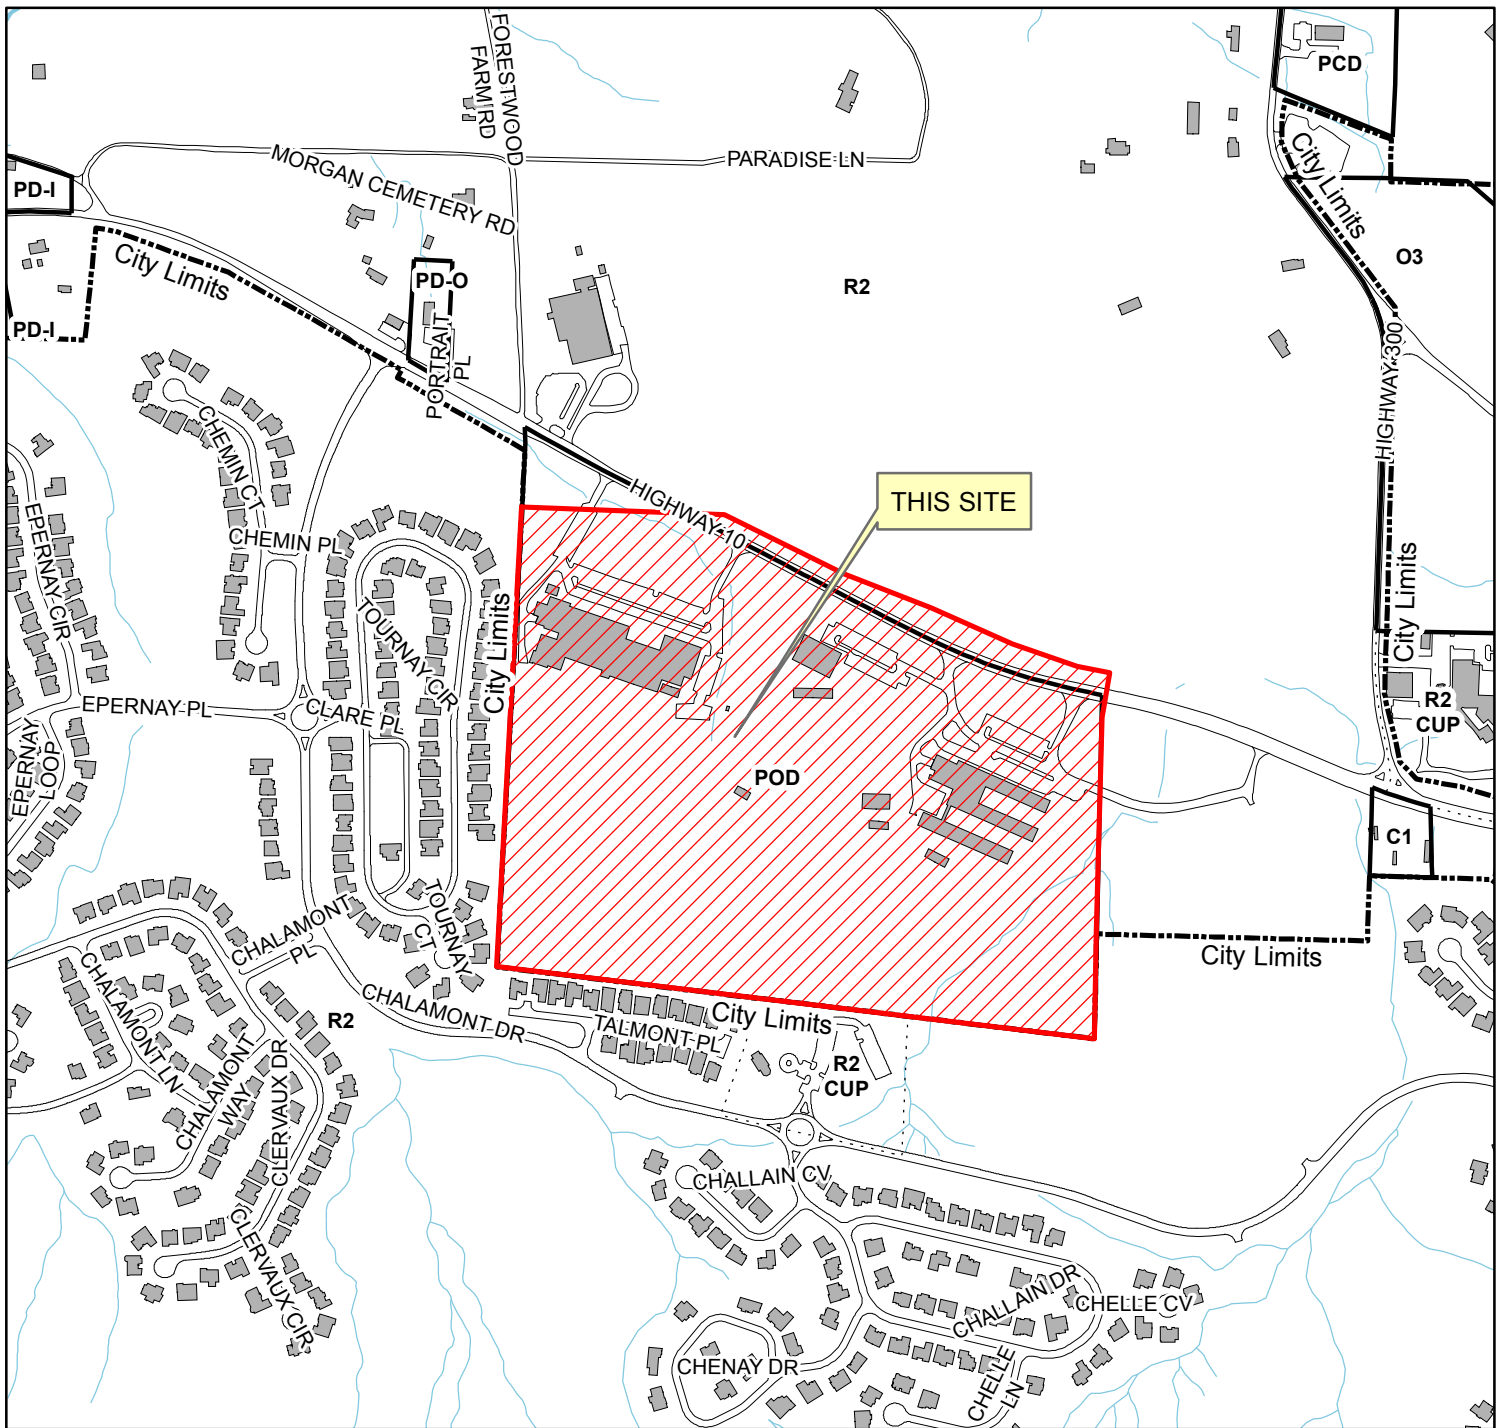 FORESTWOOD
FARM RD
PCD
MORGAN CEMETERY RD
PARADISE LN
City Limits
PD-I
City Limits
PD-O
R2
O3
PD-I
PORTRAIT
PL
HIGHWAY 300
CHEMIN CT
THIS SITE
HIGHWAY 10
EPERNAY CIR
CHEMIN PL
TOURNAY CIR
City Limits
City Limits
EPERNAY PL
CLARE PL
R2
CUP
EPERNAY
LOOP
POD
C1
TOURNAY
CT
CHALAMONT
PL
City Limits
CHALAMONT LN
CHALAMONT DR
R2
TALMONT PL
City Limits
R2
CUP
CHALAMONT
WAY
CLERVAUX DR
CHALLAIN CV
CLERVAUX CIR
CHALLAIN DR
CHELLE CV
CHENAY DR
CHELLE
LN